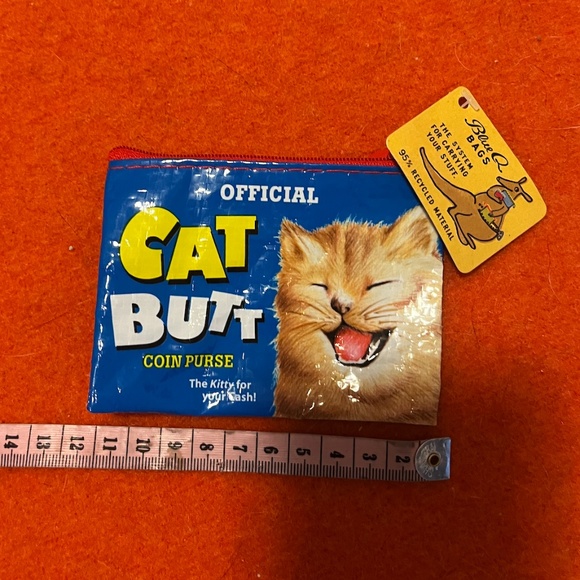 OFFICIAL
CAT
BUTT
COIN PURSE
The Kitty for
your Cash!
Blue Q
BAGS
THE SYSTEM
FOR CARRYING
YOUR STUFF.
95% RECYCLED MATERIAL
14 13 12 11 10 9 8 7 6 5 4 3 2